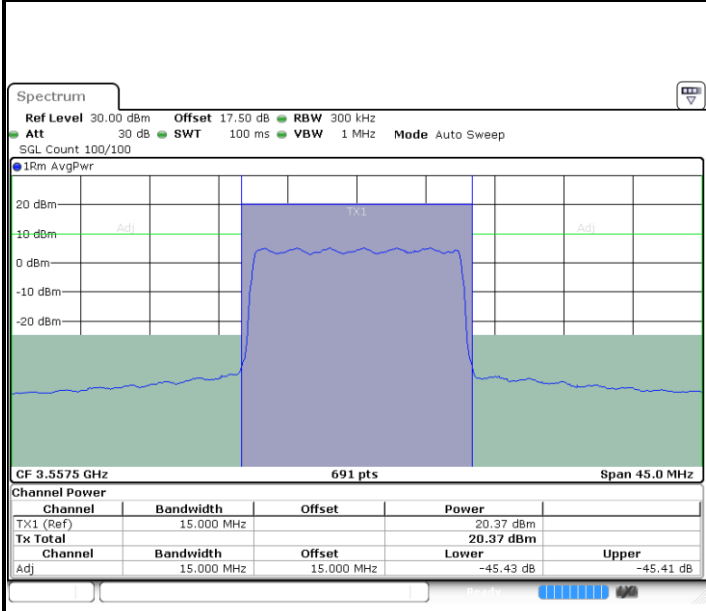 Spectrum
Ref Level 30.00 dBm Offset 17.50 dB RBW 300 kHz
Att 30 dB SWT 100 ms VBW 1 MHz Mode Auto Sweep
SGL Count 100/100
1Rm AvgPwr
20 dBm
TX1
Adj Adj
10 dBm
0 dBm
-10 dBm
-20 dBm
CF 3.5575 GHz 691 pts Span 45.0 MHz
Channel Power
Channel Bandwidth Offset Power
TX1 (Ref) 15.000 MHz 20.37 dBm
Tx Total 20.37 dBm
Channel Bandwidth Offset Lower Upper
Adj 15.000 MHz 15.000 MHz -45.43 dB -45.41 dB
Ready